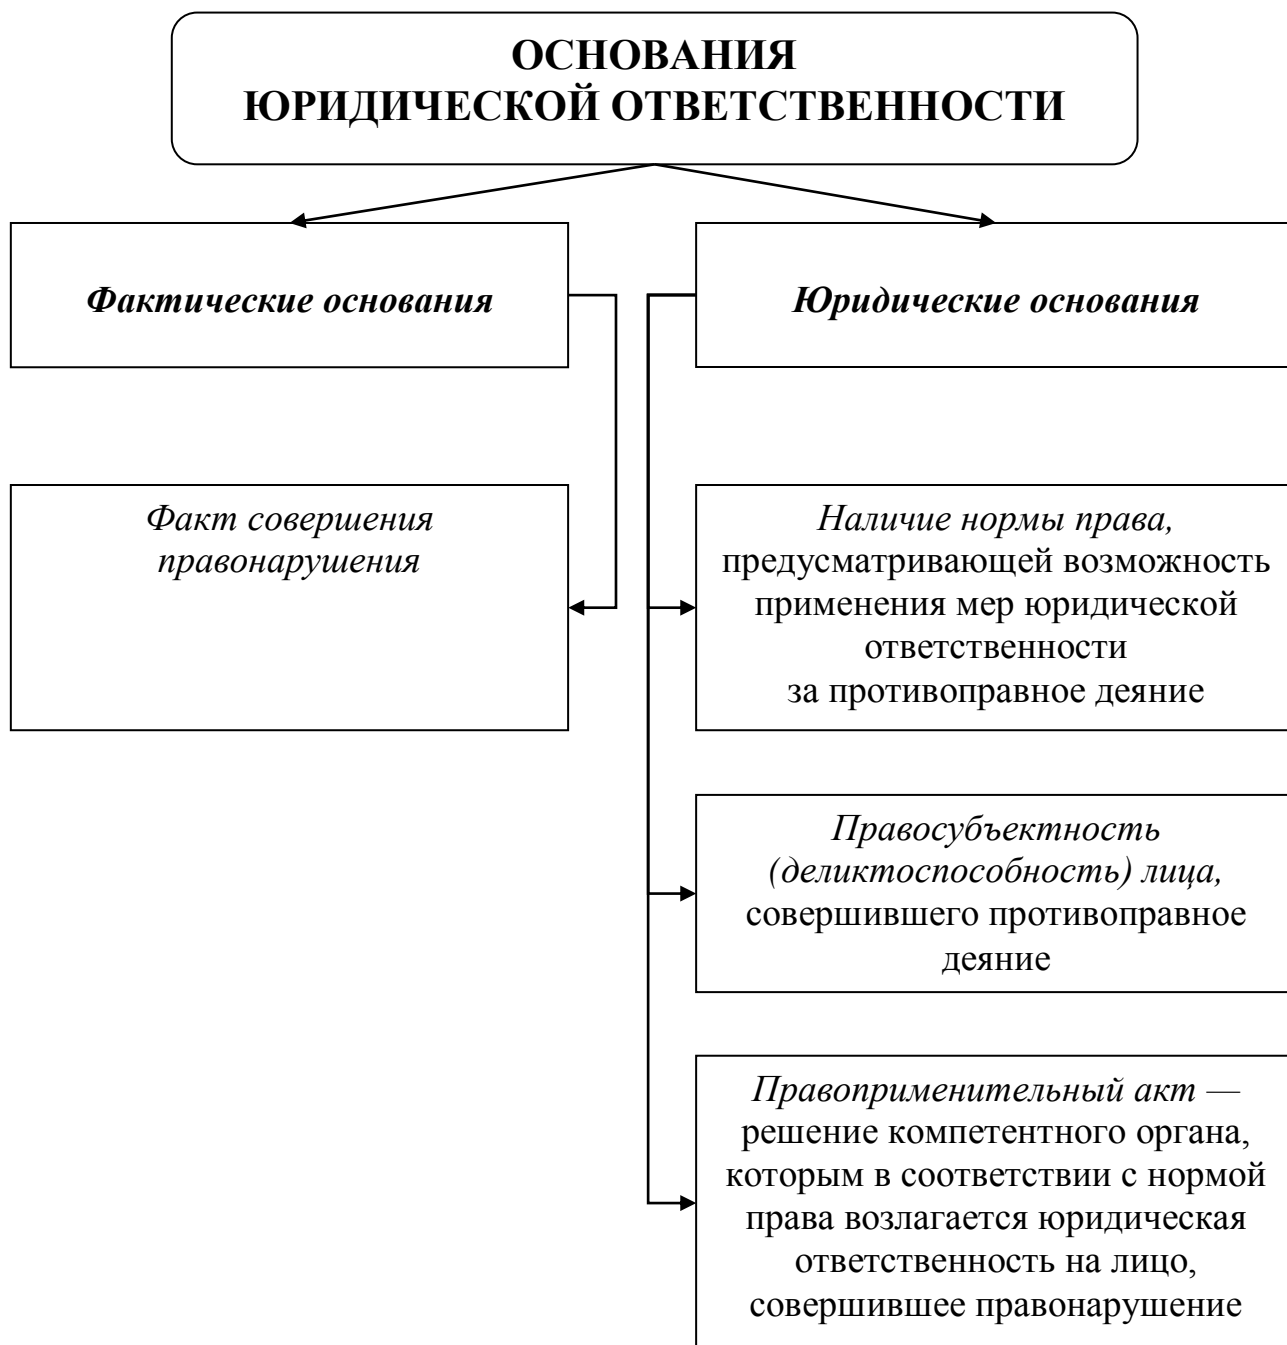 ОСНОВАНИЯ
ЮРИДИЧЕСКОЙ ОТВЕТСТВЕННОСТИ
Фактические основания
Юридические основания
Факт совершения
правонарушения
Наличие нормы права,
предусматривающей возможность
применения мер юридической
ответственности
за противоправное деяние
Правосубъектность
(деликтоспособность) лица,
совершившего противоправное
деяние
Правоприменительный акт —
решение компетентного органа,
которым в соответствии с нормой
права возлагается юридическая
ответственность на лицо,
совершившее правонарушение